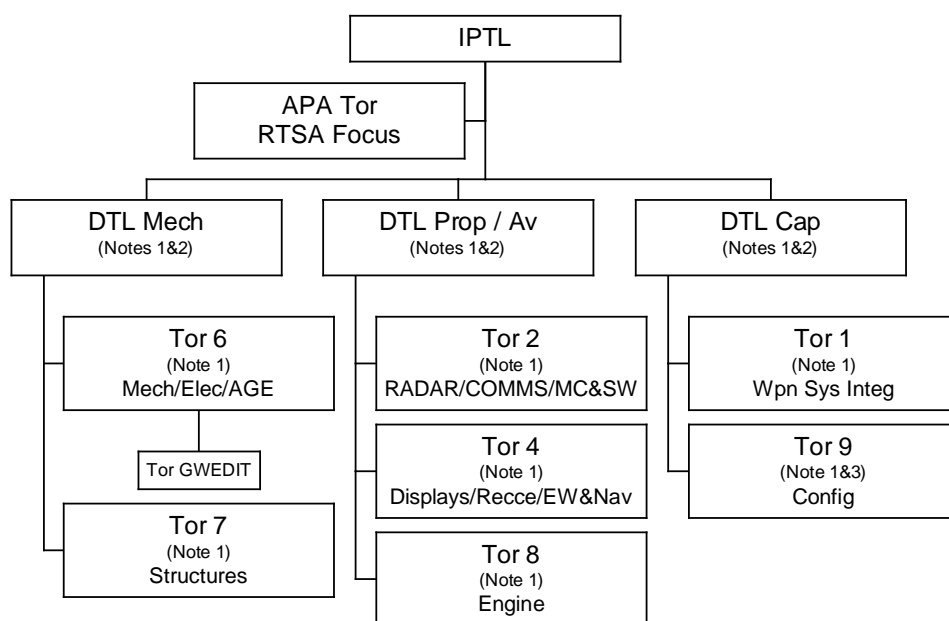 IPTL
APA Tor
RTSA Focus
DTL Mech
(Notes 1&2)
DTL Prop / Av
(Notes 1&2)
DTL Cap
(Notes 1&2)
Tor 6
(Note 1)
Mech/Elec/AGE
Tor GWEDIT
Tor 7
(Note 1)
Structures
Tor 2
(Note 1)
RADAR/COMMS/MC&SW
Tor 4
(Note 1)
Displays/Recce/EW&Nav
Tor 8
(Note 1)
Engine
Tor 1
(Note 1)
Wpn Sys Integ
Tor 9
(Note 1&3)
Config